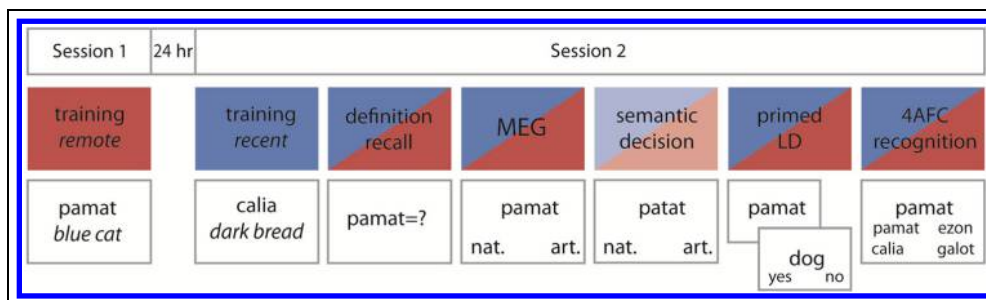 Session 1
24 hr
Session 2
training
remote
training
recent
definition
recall
MEG
semantic
decision
primed
LD
4AFC
recognition
pamat
blue cat
calia
dark bread
pamat=?
pamat
nat. art.
patat
nat. art.
pamat
dog
yes no
pamat
pamat ezon
calia galot